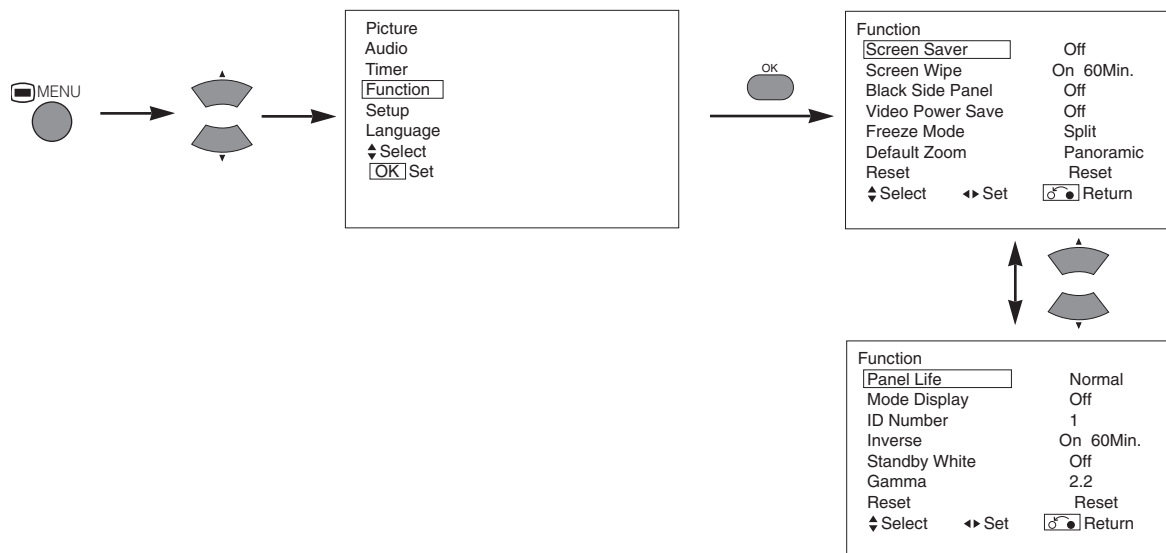 MENU
Picture
Audio
Timer
Function
Setup
Language
Select
OK Set
OK
Function
Screen Saver Off
Screen Wipe On 60Min.
Black Side Panel Off
Video Power Save Off
Freeze Mode Split
Default Zoom Panoramic
Reset Reset
Select Set Return
Function
Panel Life Normal
Mode Display Off
ID Number 1
Inverse On 60Min.
Standby White Off
Gamma 2.2
Reset Reset
Select Set Return